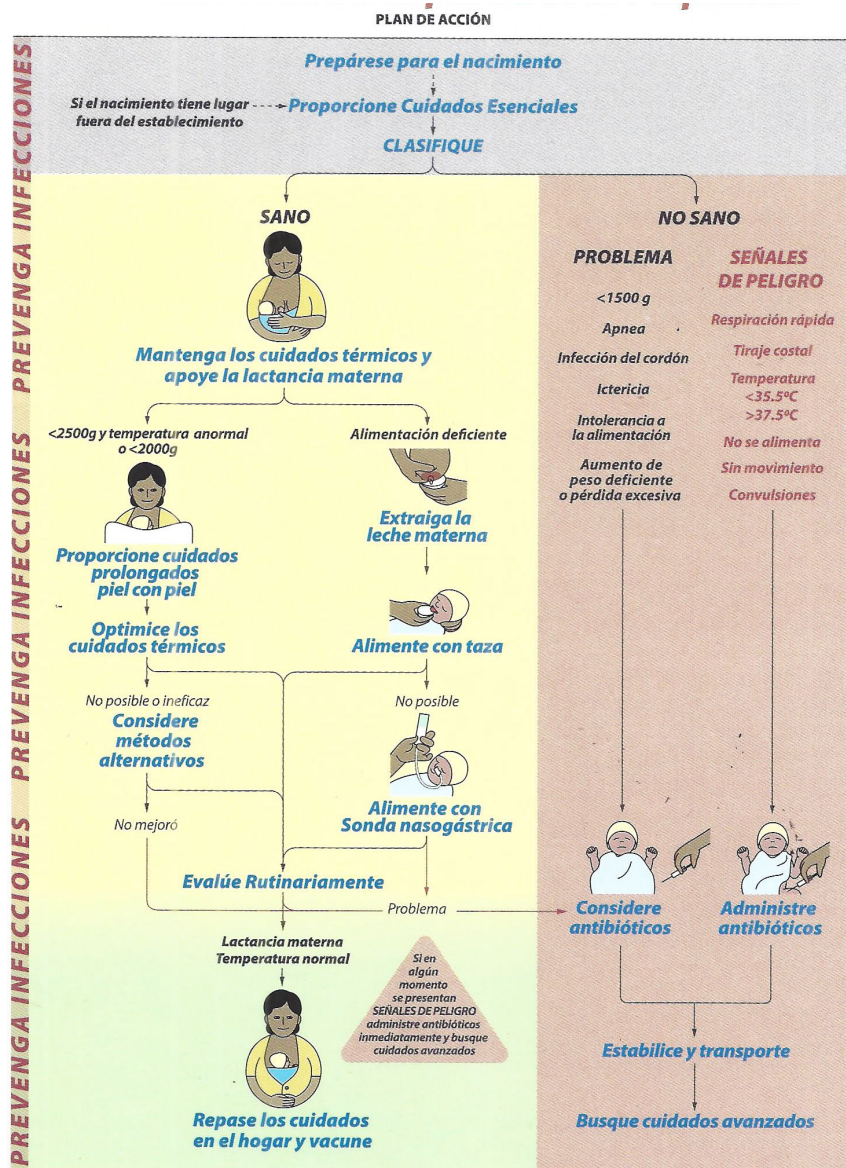 PLAN DE ACCIÓN
PREVENGA INFECCIONES
PREVENGA INFECCIONES
PREVENGA INFECCIONES
Prepárese para el nacimiento
Si el nacimiento tiene lugar
fuera del establecimiento
Proporcione Cuidados Esenciales
CLASIFIQUE
SANO
Mantenga los cuidados térmicos y
apoye la lactancia materna
<2500g y temperatura anormal
o <2000g
Proporcione cuidados
prolongados
piel con piel
Optimice los
cuidados térmicos
No posible o ineficaz
Considere
métodos
alternativos
No mejoró
Alimentación deficiente
Extraiga la
leche materna
Alimente con taza
No posible
Alimente con
Sonda nasogástrica
Evalúe Rutinariamente
Problema
Lactancia materna
Temperatura normal
Si en
algún
momento
se presentan
SEÑALES DE PELIGRO
administre antibióticos
inmediatamente y busque
cuidados avanzados
Repase los cuidados
en el hogar y vacune
NO SANO
PROBLEMA
<1500 g
Apnea
Infección del cordón
Ictericia
Intolerancia a
la alimentación
Aumento de
peso deficiente
o pérdida excesiva
SEÑALES
DE PELIGRO
Respiración rápida
Tiraje costal
Temperatura
<35.5ºC
>37.5ºC
No se alimenta
Sin movimiento
Convulsiones
Considere
antibióticos
Administre
antibióticos
Estabilice y transporte
Busque cuidados avanzados